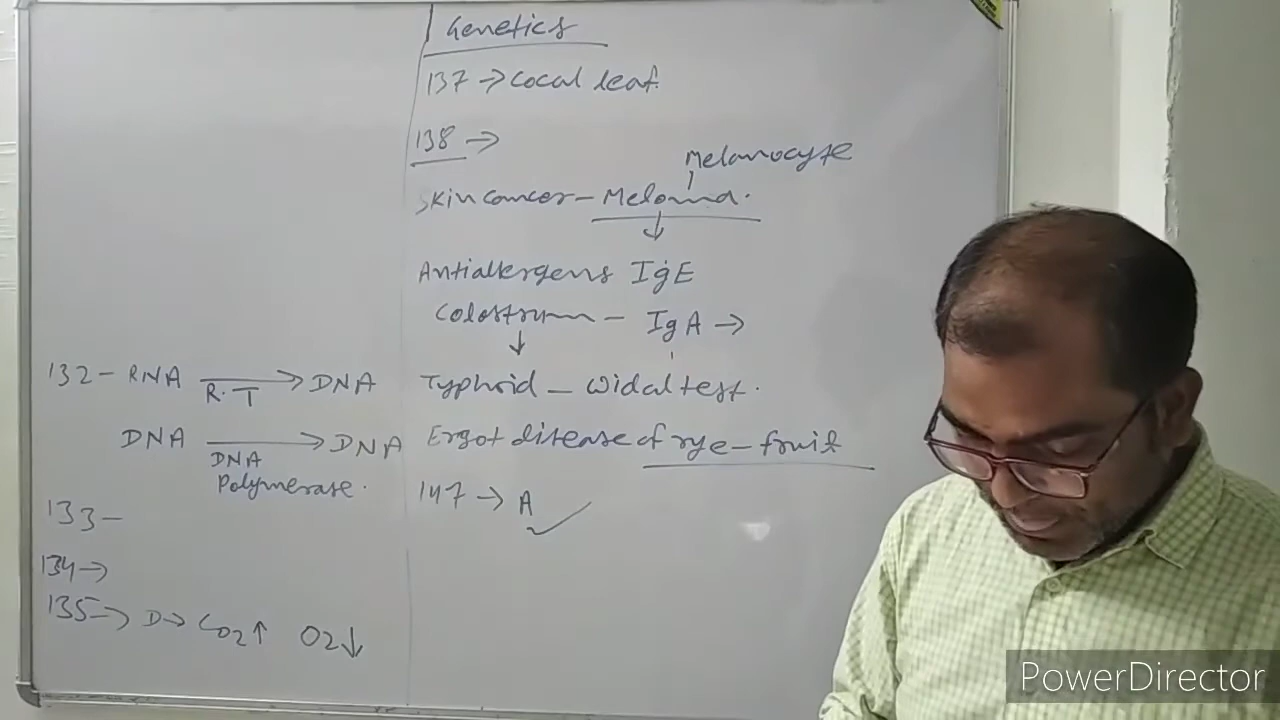 Genetics
137 → Cocal leaf.
138 →
Melanocyte
Skin cancer - Melomd.
Antiallergens IgE
Colostrum - IgA →
Typhoid - Widal test.
Ergot disease of rye - fruit
147 → A
132 - RNA R.T → DNA
DNA → DNA
DNA
Polymerase.
133 -
134 →
135 → D → CO2↑ O2↓
PowerDirector